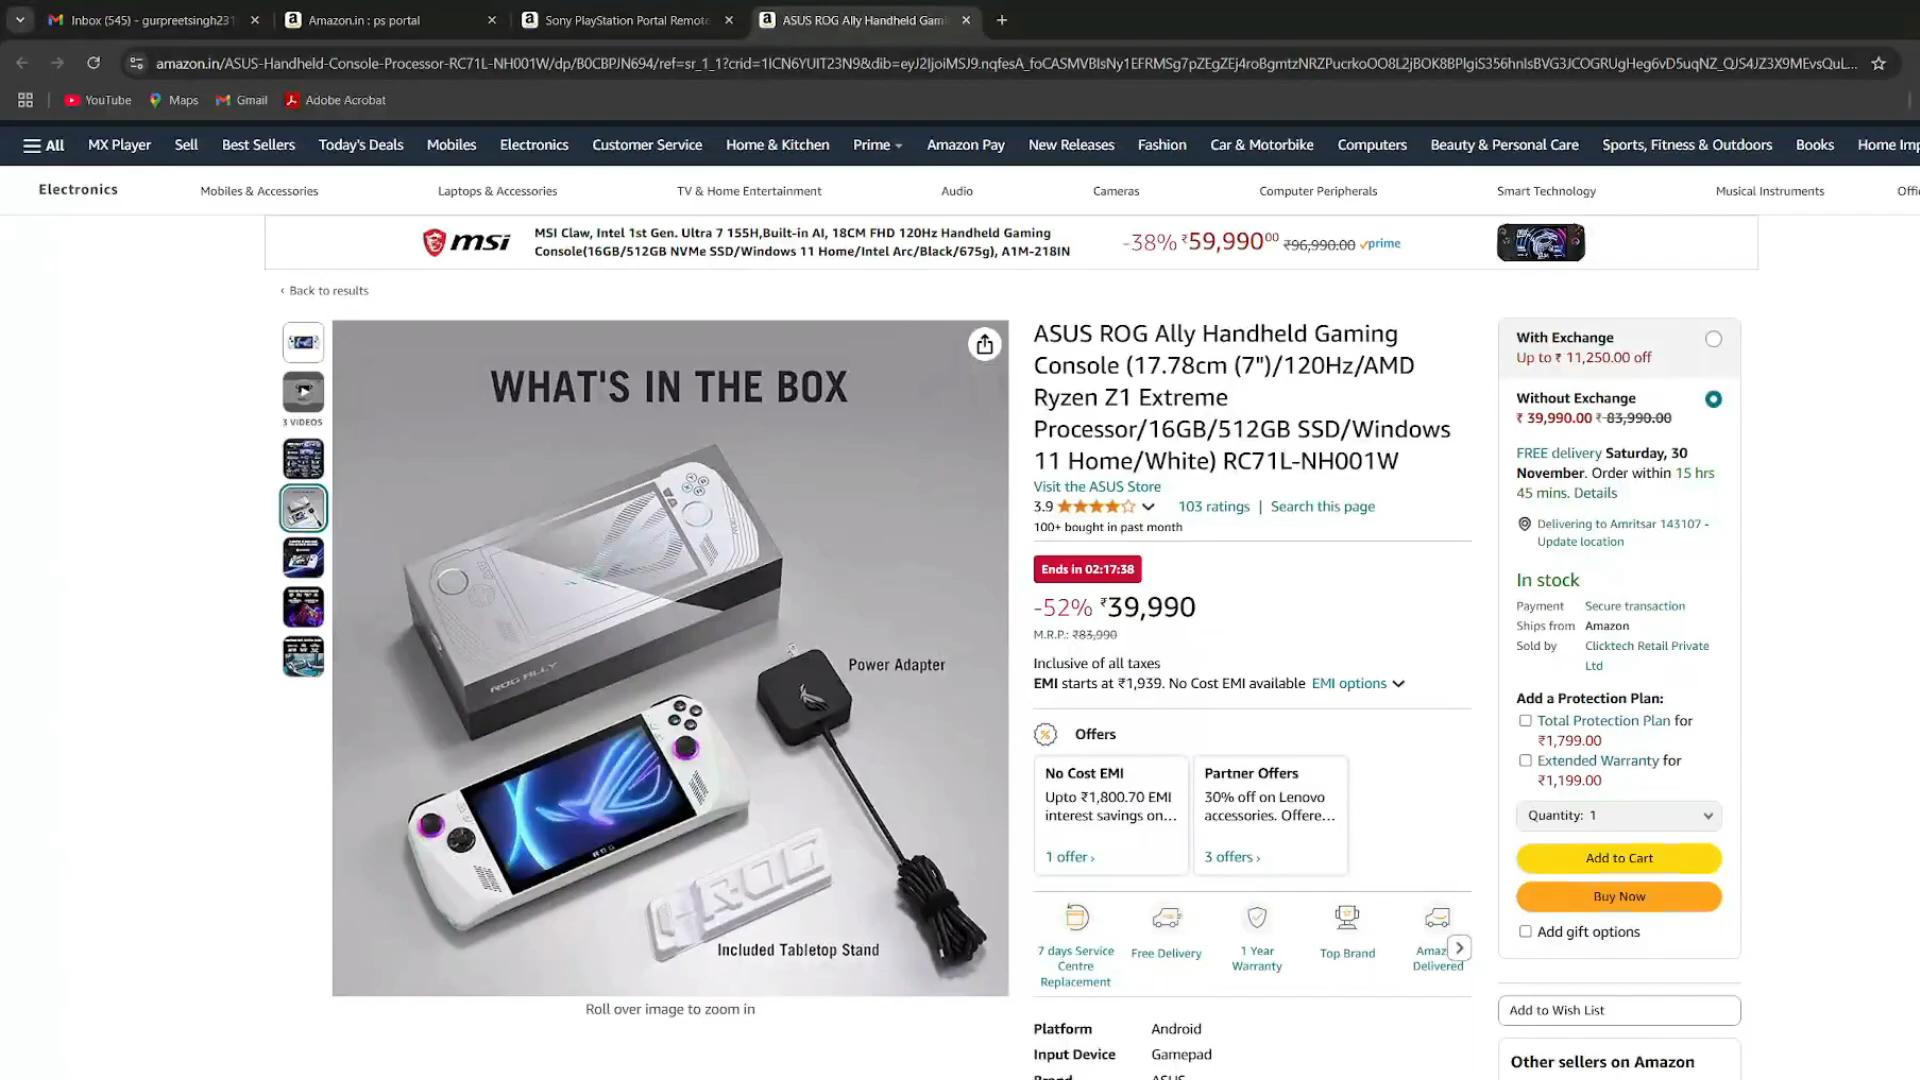 Inbox (545) - gurpreetsingh231
Amazon.in : ps portal
Sony PlayStation Portal Remote
ASUS ROG Ally Handheld Gami
amazon.in/ASUS-Handheld-Console-Processor-RC71L-NH001W/dp/B0CBPJN694/ref=sr_1_1?
YouTube
Maps
Gmail
Adobe Acrobat
All
MX Player
Sell
Best Sellers
Today's Deals
Mobiles
Electronics
Customer Service
Home & Kitchen
Prime
Amazon Pay
New Releases
Fashion
Car & Motorbike
Computers
Beauty & Personal Care
Sports, Fitness & Outdoors
Books
Home Imp
Electronics
Mobiles & Accessories
Laptops & Accessories
TV & Home Entertainment
Audio
Cameras
Computer Peripherals
Smart Technology
Musical Instruments
Offi
msi
MSI Claw, Intel 1st Gen. Ultra 7 155H,Built-in AI, 18CM FHD 120Hz Handheld Gaming
Console(16GB/512GB NVMe SSD/Windows 11 Home/Intel Arc/Black/675g), A1M-218IN
-38% ₹59,990⁰⁰ ₹96,990.00 prime
‹ Back to results
3 VIDEOS
WHAT'S IN THE BOX
ROG ALLY
Power Adapter
ROG
Included Tabletop Stand
Roll over image to zoom in
ASUS ROG Ally Handheld Gaming
Console (17.78cm (7")/120Hz/AMD
Ryzen Z1 Extreme
Processor/16GB/512GB SSD/Windows
11 Home/White) RC71L-NH001W
Visit the ASUS Store
3.9
103 ratings | Search this page
100+ bought in past month
Ends in 02:17:38
-52% ₹39,990
M.R.P.: ₹83,990
Inclusive of all taxes
EMI starts at ₹1,939. No Cost EMI available EMI options
Offers
No Cost EMI
Upto ₹1,800.70 EMI
interest savings on...
1 offer ›
Partner Offers
30% off on Lenovo
accessories. Offere...
3 offers ›
7 days Service
Centre
Replacement
Free Delivery
1 Year
Warranty
Top Brand
Amaz
Delivered
Platform Android
Input Device Gamepad
Brand ASUS
With Exchange
Up to ₹ 11,250.00 off
Without Exchange
₹ 39,990.00 ₹ 83,990.00
FREE delivery Saturday, 30
November. Order within 15 hrs
45 mins. Details
Delivering to Amritsar 143107 -
Update location
In stock
Payment Secure transaction
Ships from Amazon
Sold by Clicktech Retail Private
Ltd
Add a Protection Plan:
Total Protection Plan for
₹1,799.00
Extended Warranty for
₹1,199.00
Quantity: 1
Add to Cart
Buy Now
Add gift options
Add to Wish List
Other sellers on Amazon